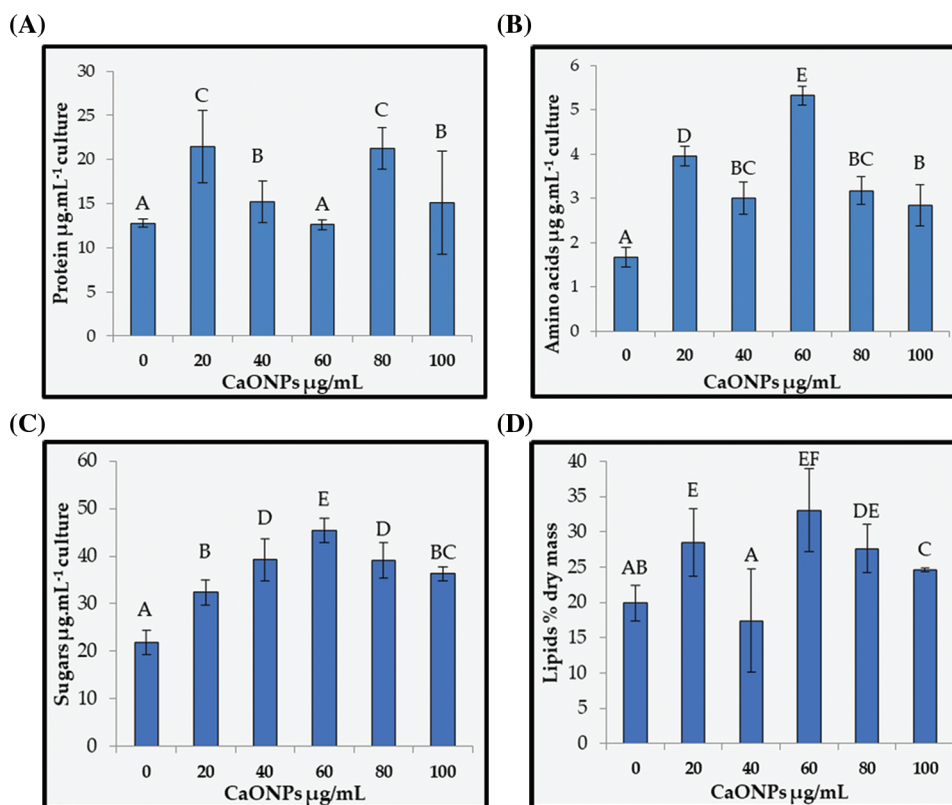 (A)
Protein µg.mL⁻¹ culture
30
25
20
15
10
5
0
A
C
B
A
C
B
0 20 40 60 80 100
CaONPs µg/mL
(B)
Amino acids µg g.mL⁻¹ culture
6
5
4
3
2
1
0
A
D
BC
E
BC
B
0 20 40 60 80 100
CaONPs µg/mL
(C)
Sugars µg.mL⁻¹ culture
60
50
40
30
20
10
0
A
B
D
E
D
BC
0 20 40 60 80 100
CaONPs µg/mL
(D)
Lipids % dry mass
40
35
30
25
20
15
10
5
0
AB
E
A
EF
DE
C
0 20 40 60 80 100
CaONPs µg/mL